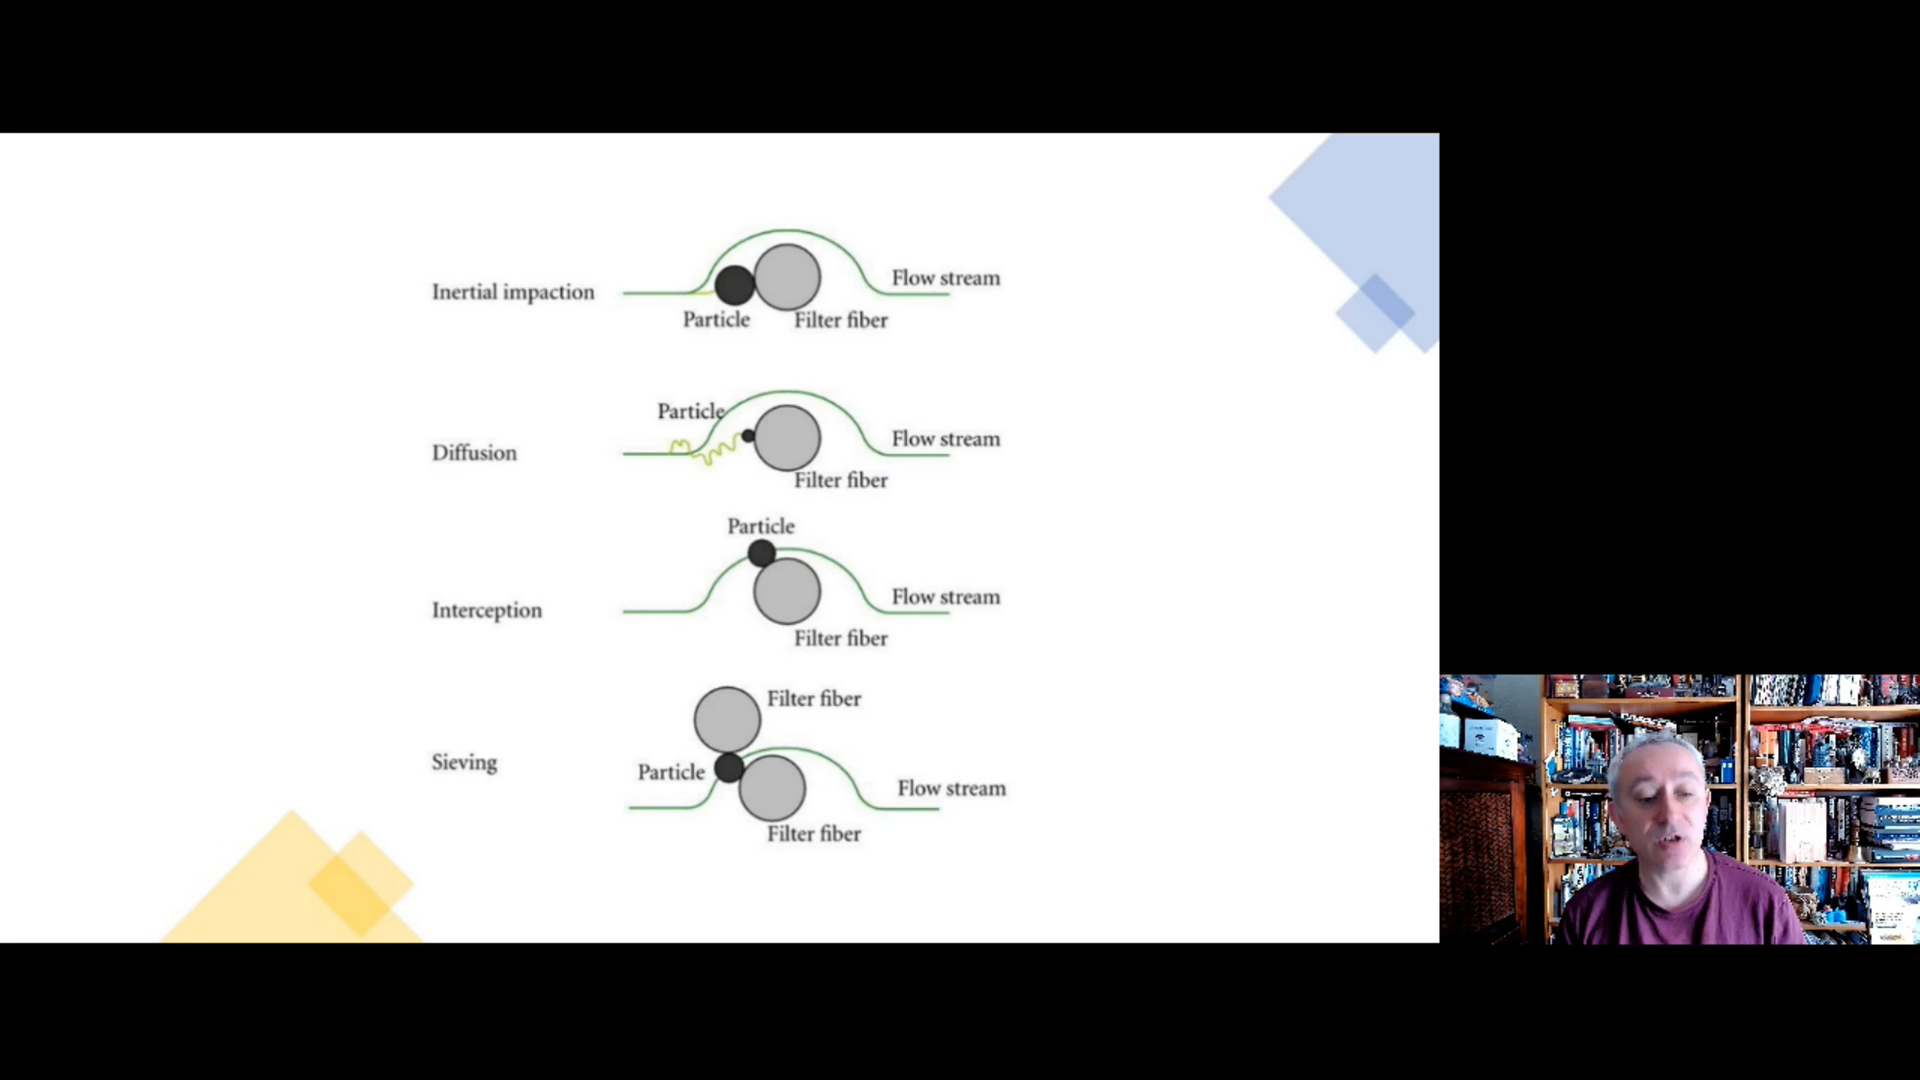 Inertial impaction
Particle
Filter fiber
Flow stream
Particle
Diffusion
Filter fiber
Flow stream
Particle
Interception
Filter fiber
Flow stream
Filter fiber
Sieving
Particle
Flow stream
Filter fiber